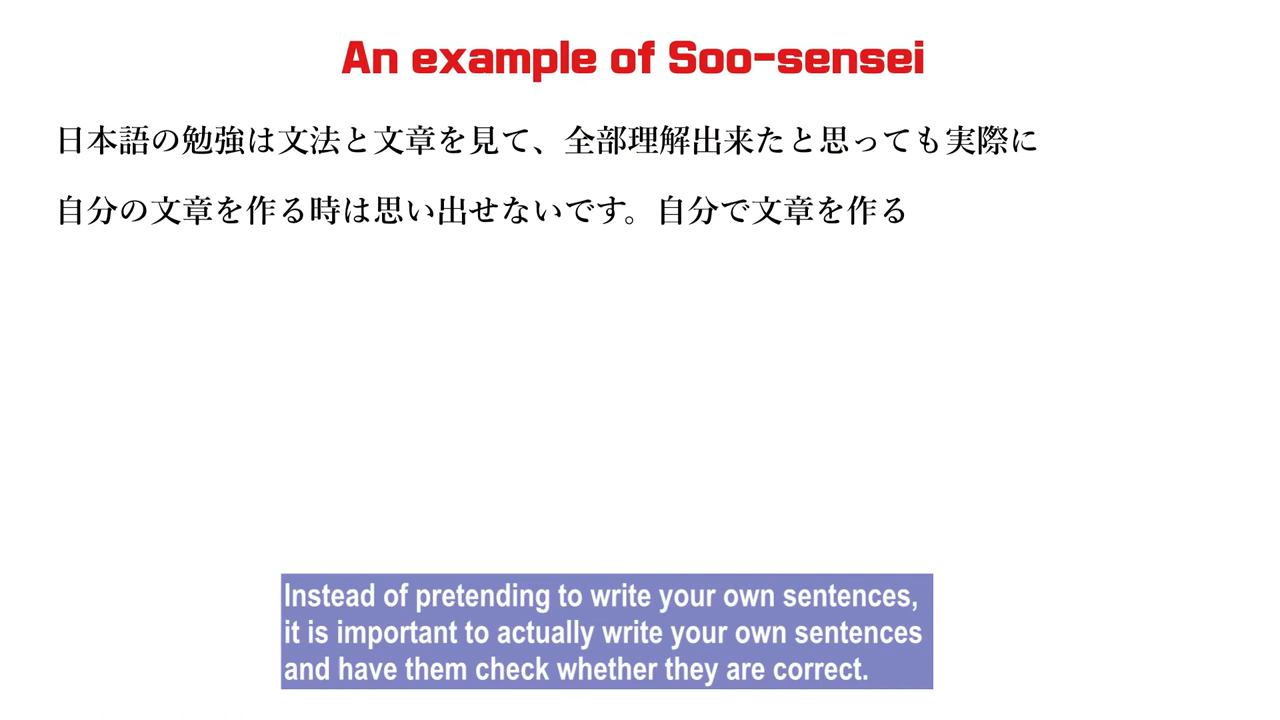 An example of Soo-sensei
日本語の勉強は文法と文章を見て、全部理解出来たと思っても実際に
自分の文章を作る時は思い出せないです。自分で文章を作る
Instead of pretending to write your own sentences,
it is important to actually write your own sentences
and have them check whether they are correct.